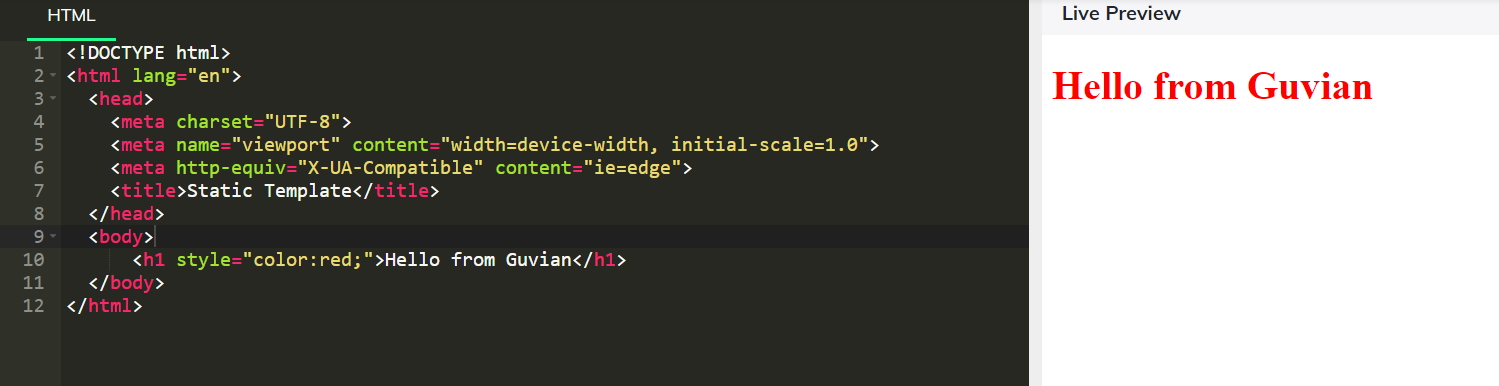 HTML
1 <!DOCTYPE html>
2 <html lang="en">
3 <head>
4 <meta charset="UTF-8">
5 <meta name="viewport" content="width=device-width, initial-scale=1.0">
6 <meta http-equiv="X-UA-Compatible" content="ie=edge">
7 <title>Static Template</title>
8 </head>
9 <body>
10 <h1 style="color:red;">Hello from Guvian</h1>
11 </body>
12 </html>
Live Preview
Hello from Guvian